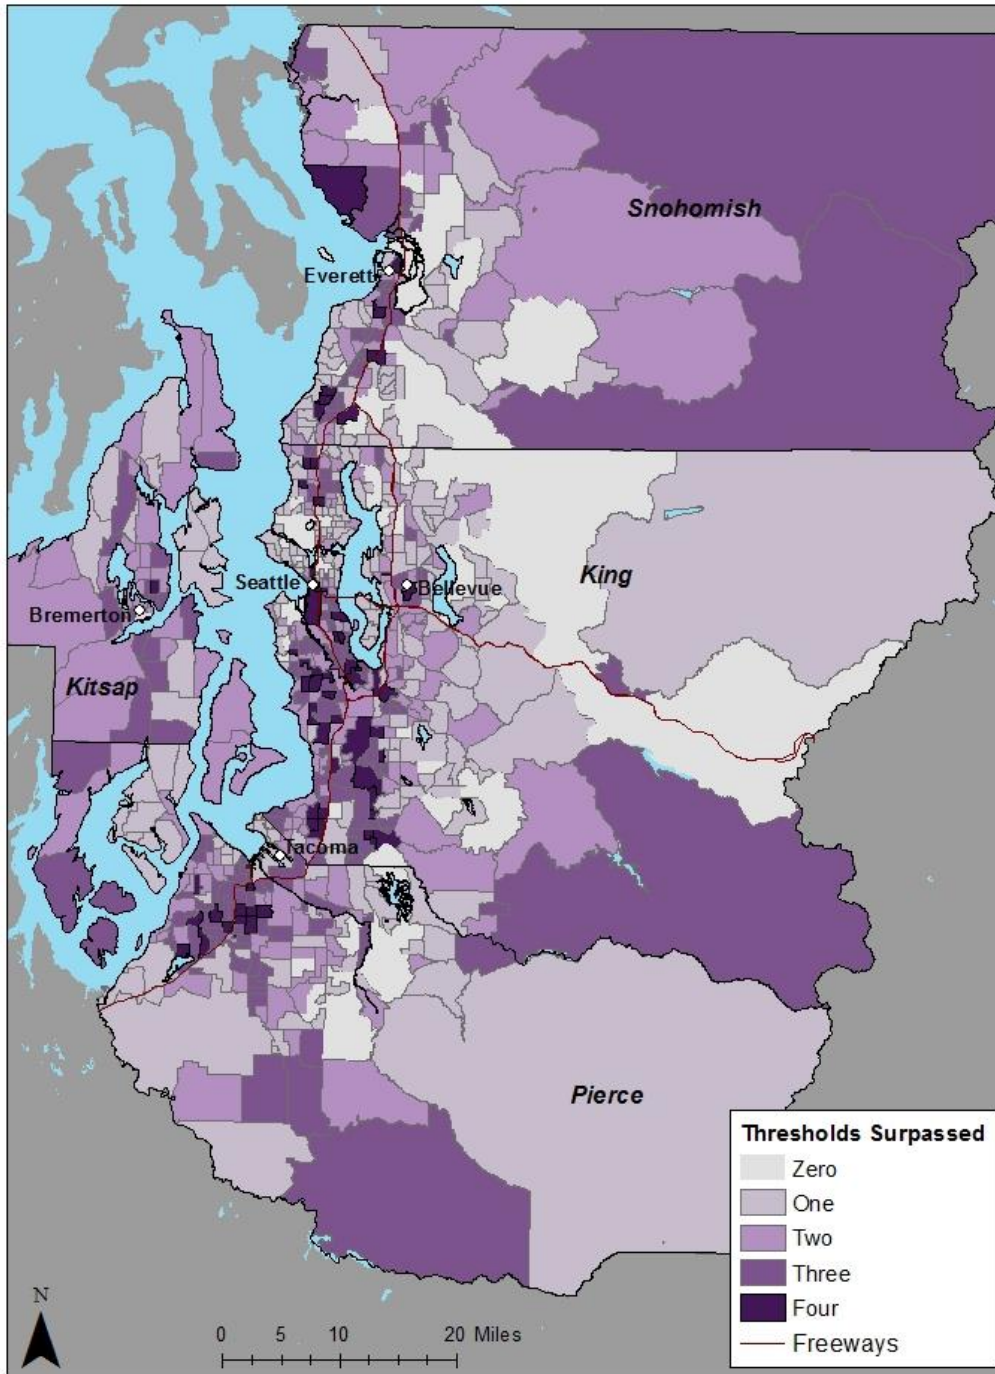 Snohomish
Everett
King
Seattle
Bellevue
Bremerton
Kitsap
Tacoma
Pierce
Thresholds Surpassed
Zero
One
Two
Three
Four
Freeways
N
0 5 10 20 Miles